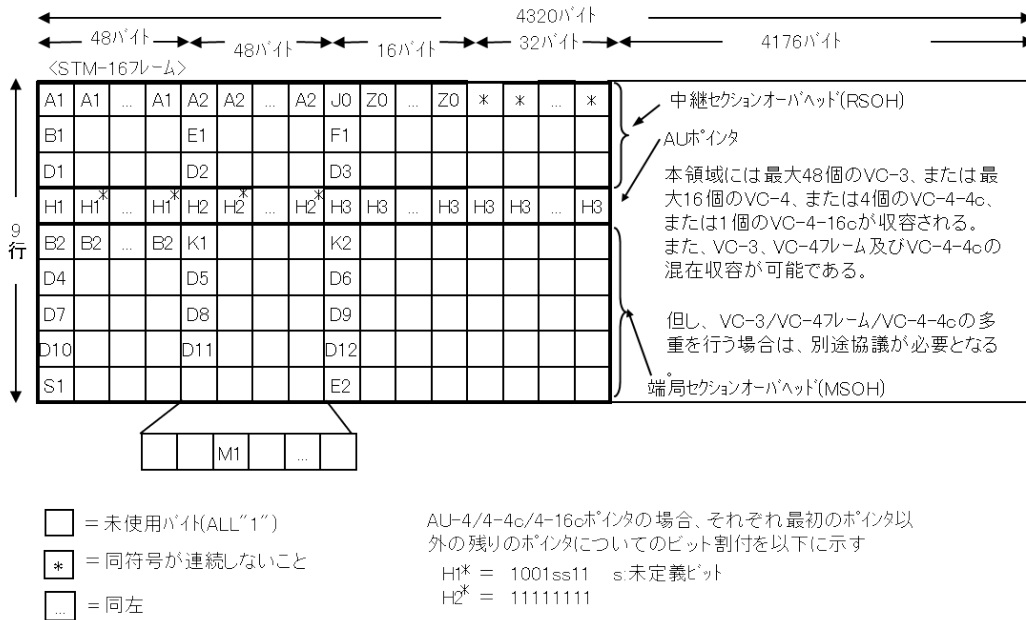 4320バイト
48バイト 48バイト 16バイト 32バイト 4176バイト
〈STM-16フレーム〉
A1 A1 ... A1 A2 A2 ... A2 J0 Z0 ... Z0 * * ... *
B1 E1 F1
D1 D2 D3
H1 H1* ... H1* H2 H2* ... H2* H3 H3 ... H3 H3 H3 ... H3
B2 B2 ... B2 K1 K2
D4 D5 D6
D7 D8 D9
D10 D11 D12
S1 E2
M1 ...
9
行
中継セクションオーバヘッド(RSOH)
AUポインタ
本領域には最大48個のVC-3、または最
大16個のVC-4、または4個のVC-4-4c、
または1個のVC-4-16cが収容される。
また、VC-3、VC-4フレーム及びVC-4-4cの
混在収容が可能である。
但し、VC-3/VC-4フレーム/VC-4-4cの多
重を行う場合は、別途協議が必要となる
。
端局セクションオーバヘッド(MSOH)
=未使用バイト(ALL"1")
* =同符号が連続しないこと
... =同左
AU-4/4-4c/4-16cポインタの場合、それぞれ最初のポインタ以
外の残りのポインタについてのビット割付を以下に示す
H1* = 1001ss11 s:未定義ビット
H2* = 11111111